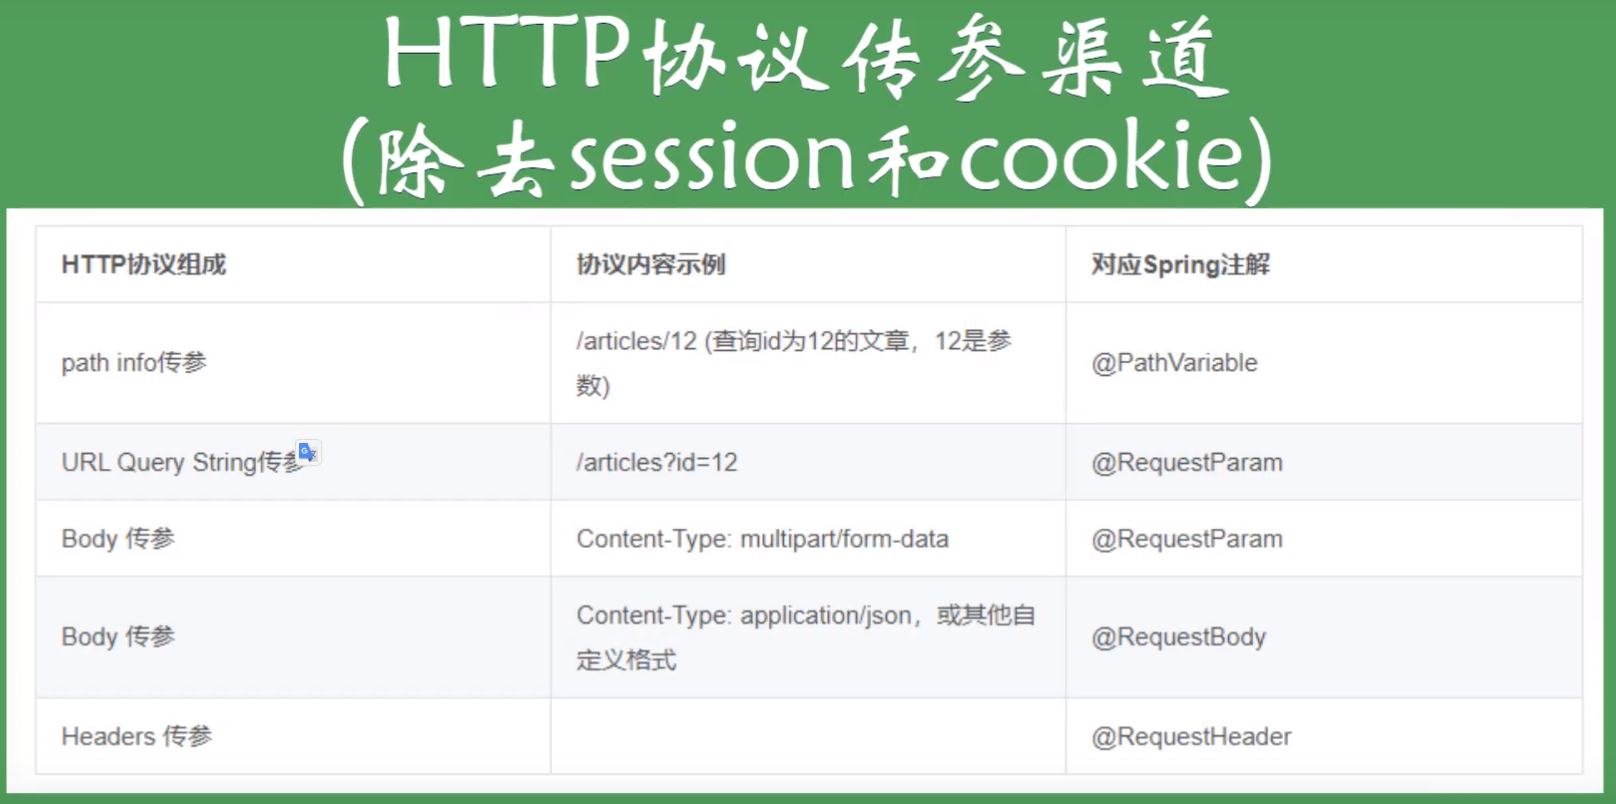 HTTP协议传参渠道
(除去session和cookie)
HTTP协议组成
协议内容示例
对应Spring注解
path info传参
/articles/12 (查询id为12的文章，12是参
数)
@PathVariable
URL Query String传参
/articles?id=12
@RequestParam
Body 传参
Content-Type: multipart/form-data
@RequestParam
Body 传参
Content-Type: application/json，或其他自
定义格式
@RequestBody
Headers 传参
@RequestHeader